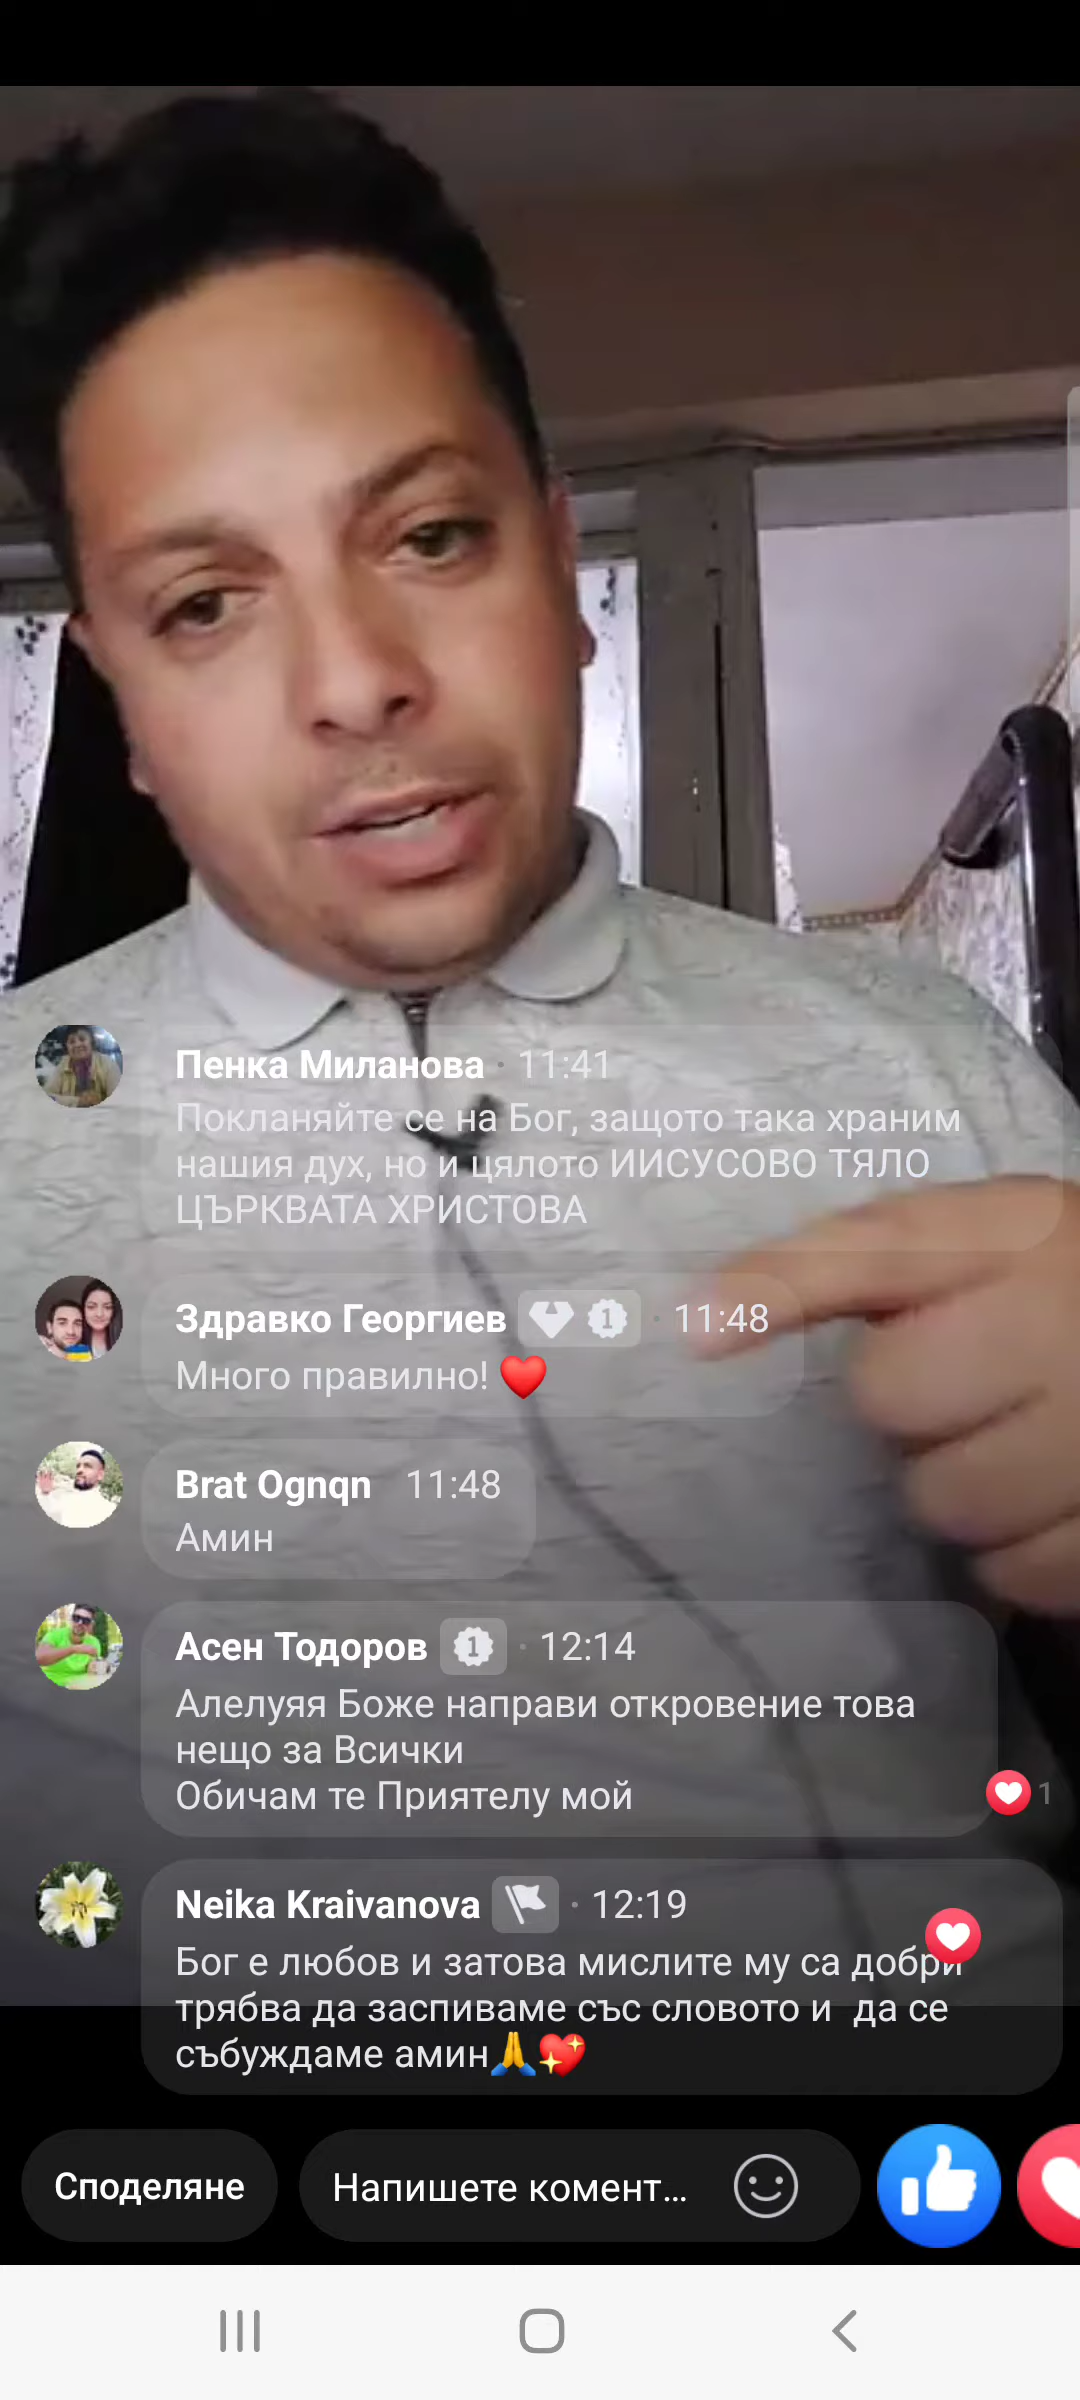 Пенка Миланова · 11:41
Покланяйте се на Бог, защото така храним
нашия дух, но и цялото ИИСУСОВО ТЯЛО
ЦЪРКВАТА ХРИСТОВА
Здравко Георгиев 1 · 11:48
Много правилно! ❤️
Brat Ognqn 11:48
Амин
Асен Тодоров 1 · 12:14
Алелуяя Боже направи откровение това
нещо за Всички
Обичам те Приятелу мой
1
Neika Kraivanova · 12:19
Бог е любов и затова мислите му са добри
трябва да заспиваме със словото и  да се
събуждаме амин🙏💖
Споделяне
Напишете комент...